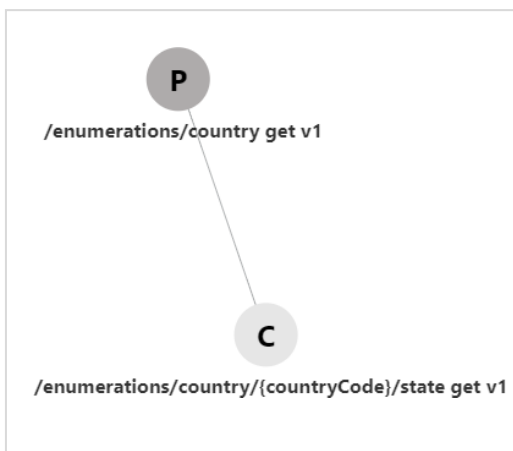 P
/enumerations/country get v1
C
/enumerations/country/{countryCode}/state get v1